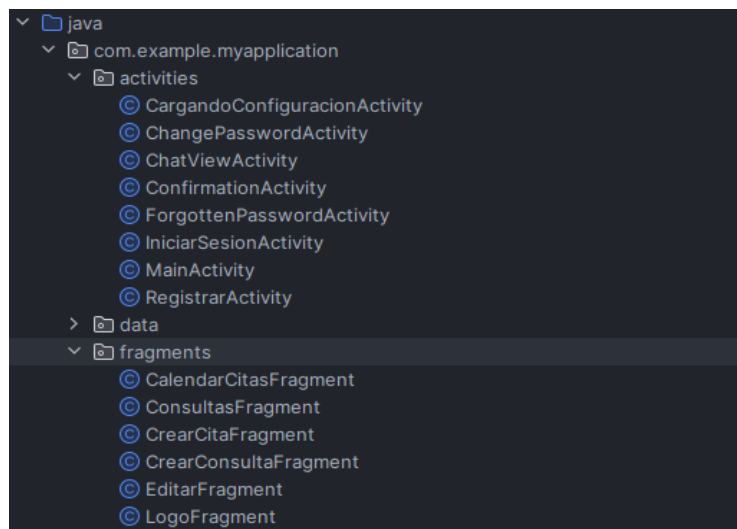 java
com.example.myapplication
activities
CargandoConfiguracionActivity
ChangePasswordActivity
ChatViewActivity
ConfirmationActivity
ForgottenPasswordActivity
IniciarSesionActivity
MainActivity
RegistrarActivity
data
fragments
CalendarCitasFragment
ConsultasFragment
CrearCitaFragment
CrearConsultaFragment
EditarFragment
LogoFragment